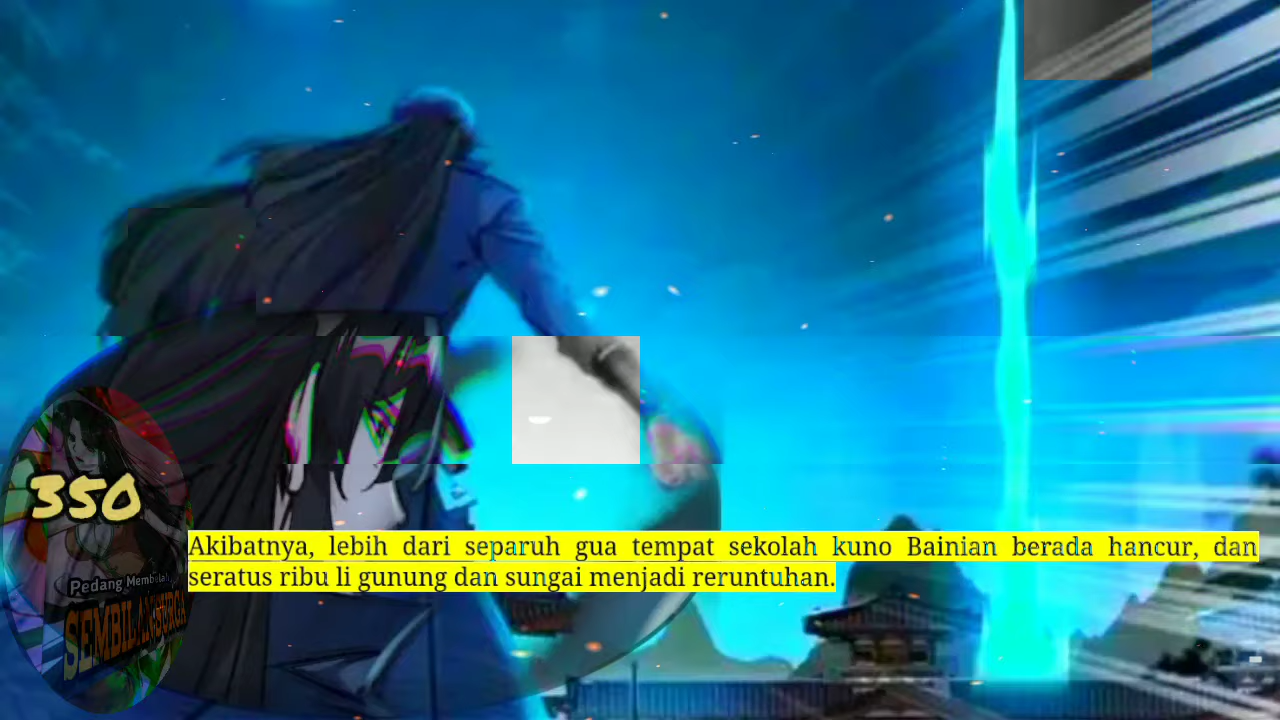 350
Pedang Membelah
SEMBILAN SURGA
Akibatnya, lebih dari separuh gua tempat sekolah kuno Bainian berada hancur, dan
seratus ribu li gunung dan sungai menjadi reruntuhan.